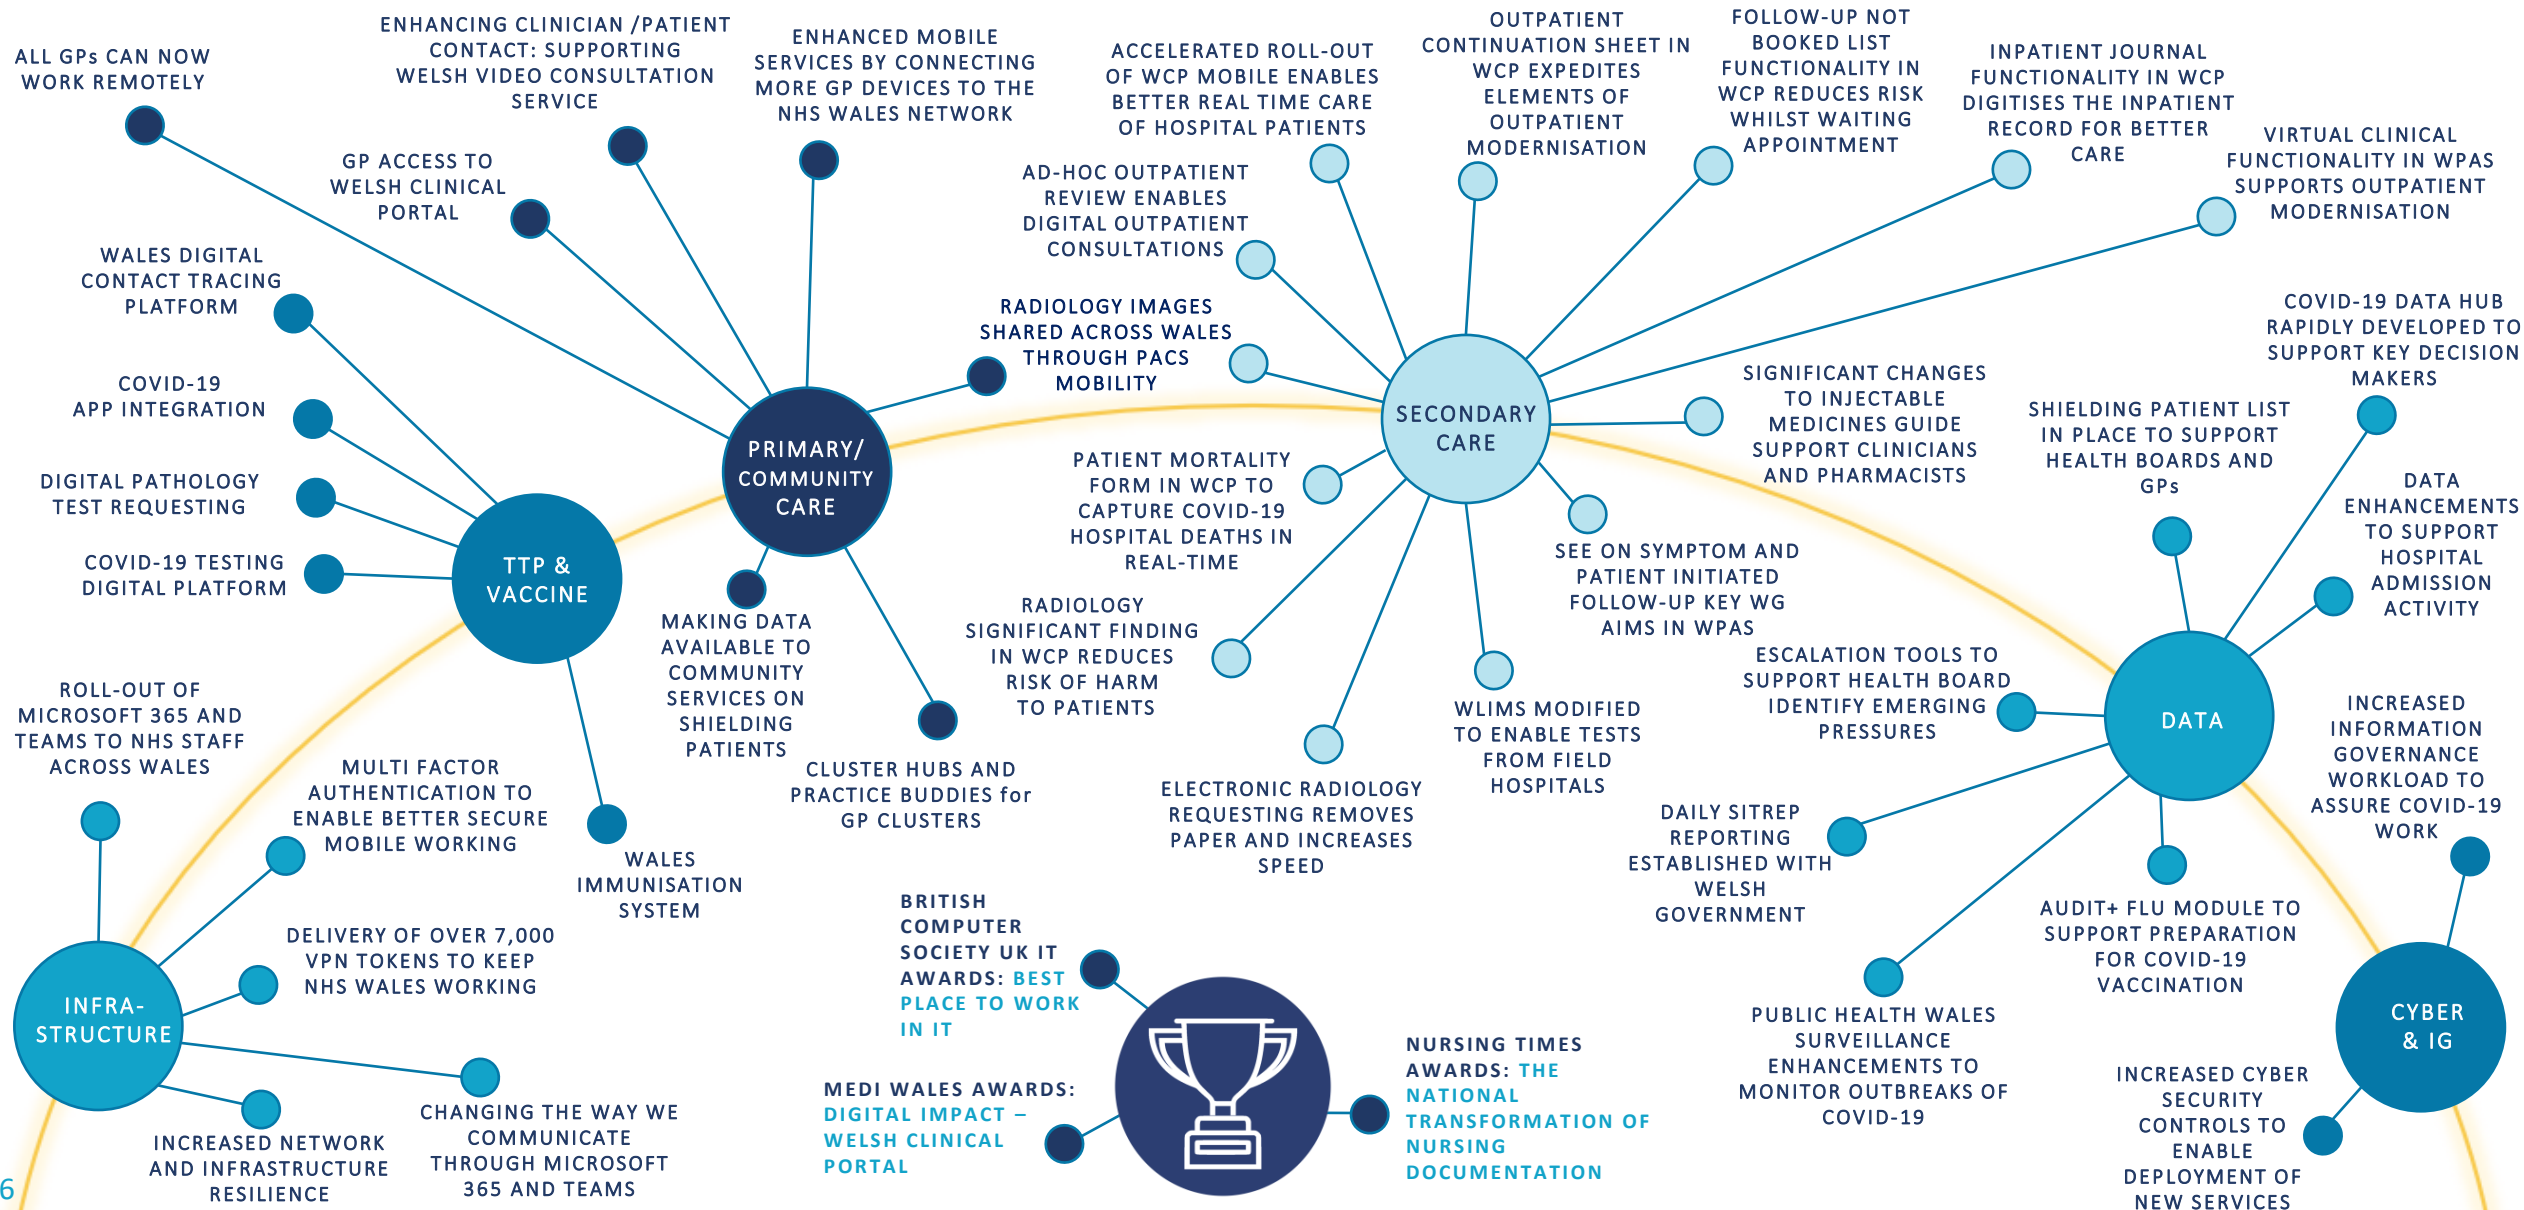 ALL GPs CAN NOW
WORK REMOTELY
ENHANCING CLINICIAN /PATIENT
CONTACT: SUPPORTING
WELSH VIDEO CONSULTATION
SERVICE
ENHANCED MOBILE
SERVICES BY CONNECTING
MORE GP DEVICES TO THE
NHS WALES NETWORK
GP ACCESS TO
WELSH CLINICAL
PORTAL
ACCELERATED ROLL-OUT
OF WCP MOBILE ENABLES
BETTER REAL TIME CARE
OF HOSPITAL PATIENTS
OUTPATIENT
CONTINUATION SHEET IN
WCP EXPEDITES
ELEMENTS OF
OUTPATIENT
MODERNISATION
FOLLOW-UP NOT
BOOKED LIST
FUNCTIONALITY IN
WCP REDUCES RISK
WHILST WAITING
APPOINTMENT
INPATIENT JOURNAL
FUNCTIONALITY IN WCP
DIGITISES THE INPATIENT
RECORD FOR BETTER
CARE
VIRTUAL CLINICAL
FUNCTIONALITY IN WPAS
SUPPORTS OUTPATIENT
MODERNISATION
AD-HOC OUTPATIENT
REVIEW ENABLES
DIGITAL OUTPATIENT
CONSULTATIONS
RADIOLOGY IMAGES
SHARED ACROSS WALES
THROUGH PACS
MOBILITY
WALES DIGITAL
CONTACT TRACING
PLATFORM
COVID-19
APP INTEGRATION
DIGITAL PATHOLOGY
TEST REQUESTING
COVID-19 TESTING
DIGITAL PLATFORM
TTP &
VACCINE
PRIMARY/
COMMUNITY
CARE
SECONDARY
CARE
SIGNIFICANT CHANGES
TO INJECTABLE
MEDICINES GUIDE
SUPPORT CLINICIANS
AND PHARMACISTS
COVID-19 DATA HUB
RAPIDLY DEVELOPED TO
SUPPORT KEY DECISION
MAKERS
SHIELDING PATIENT LIST
IN PLACE TO SUPPORT
HEALTH BOARDS AND
GPs
DATA
ENHANCEMENTS
TO SUPPORT
HOSPITAL
ADMISSION
ACTIVITY
PATIENT MORTALITY
FORM IN WCP TO
CAPTURE COVID-19
HOSPITAL DEATHS IN
REAL-TIME
SEE ON SYMPTOM AND
PATIENT INITIATED
FOLLOW-UP KEY WG
AIMS IN WPAS
RADIOLOGY
SIGNIFICANT FINDING
IN WCP REDUCES
RISK OF HARM
TO PATIENTS
MAKING DATA
AVAILABLE TO
COMMUNITY
SERVICES ON
SHIELDING
PATIENTS
CLUSTER HUBS AND
PRACTICE BUDDIES for
GP CLUSTERS
WLIMS MODIFIED
TO ENABLE TESTS
FROM FIELD
HOSPITALS
ELECTRONIC RADIOLOGY
REQUESTING REMOVES
PAPER AND INCREASES
SPEED
ESCALATION TOOLS TO
SUPPORT HEALTH BOARD
IDENTIFY EMERGING
PRESSURES
DATA
DAILY SITREP
REPORTING
ESTABLISHED WITH
WELSH
GOVERNMENT
INCREASED
INFORMATION
GOVERNANCE
WORKLOAD TO
ASSURE COVID-19
WORK
AUDIT+ FLU MODULE TO
SUPPORT PREPARATION
FOR COVID-19
VACCINATION
PUBLIC HEALTH WALES
SURVEILLANCE
ENHANCEMENTS TO
MONITOR OUTBREAKS OF
COVID-19
CYBER
& IG
INCREASED CYBER
SECURITY
CONTROLS TO
ENABLE
DEPLOYMENT OF
NEW SERVICES
ROLL-OUT OF
MICROSOFT 365 AND
TEAMS TO NHS STAFF
ACROSS WALES
MULTI FACTOR
AUTHENTICATION TO
ENABLE BETTER SECURE
MOBILE WORKING
WALES
IMMUNISATION
SYSTEM
DELIVERY OF OVER 7,000
VPN TOKENS TO KEEP
NHS WALES WORKING
INFRA-
STRUCTURE
INCREASED NETWORK
AND INFRASTRUCTURE
RESILIENCE
CHANGING THE WAY WE
COMMUNICATE
THROUGH MICROSOFT
365 AND TEAMS
BRITISH
COMPUTER
SOCIETY UK IT
AWARDS: BEST
PLACE TO WORK
IN IT
MEDI WALES AWARDS:
DIGITAL IMPACT –
WELSH CLINICAL
PORTAL
NURSING TIMES
AWARDS: THE
NATIONAL
TRANSFORMATION OF
NURSING
DOCUMENTATION
6